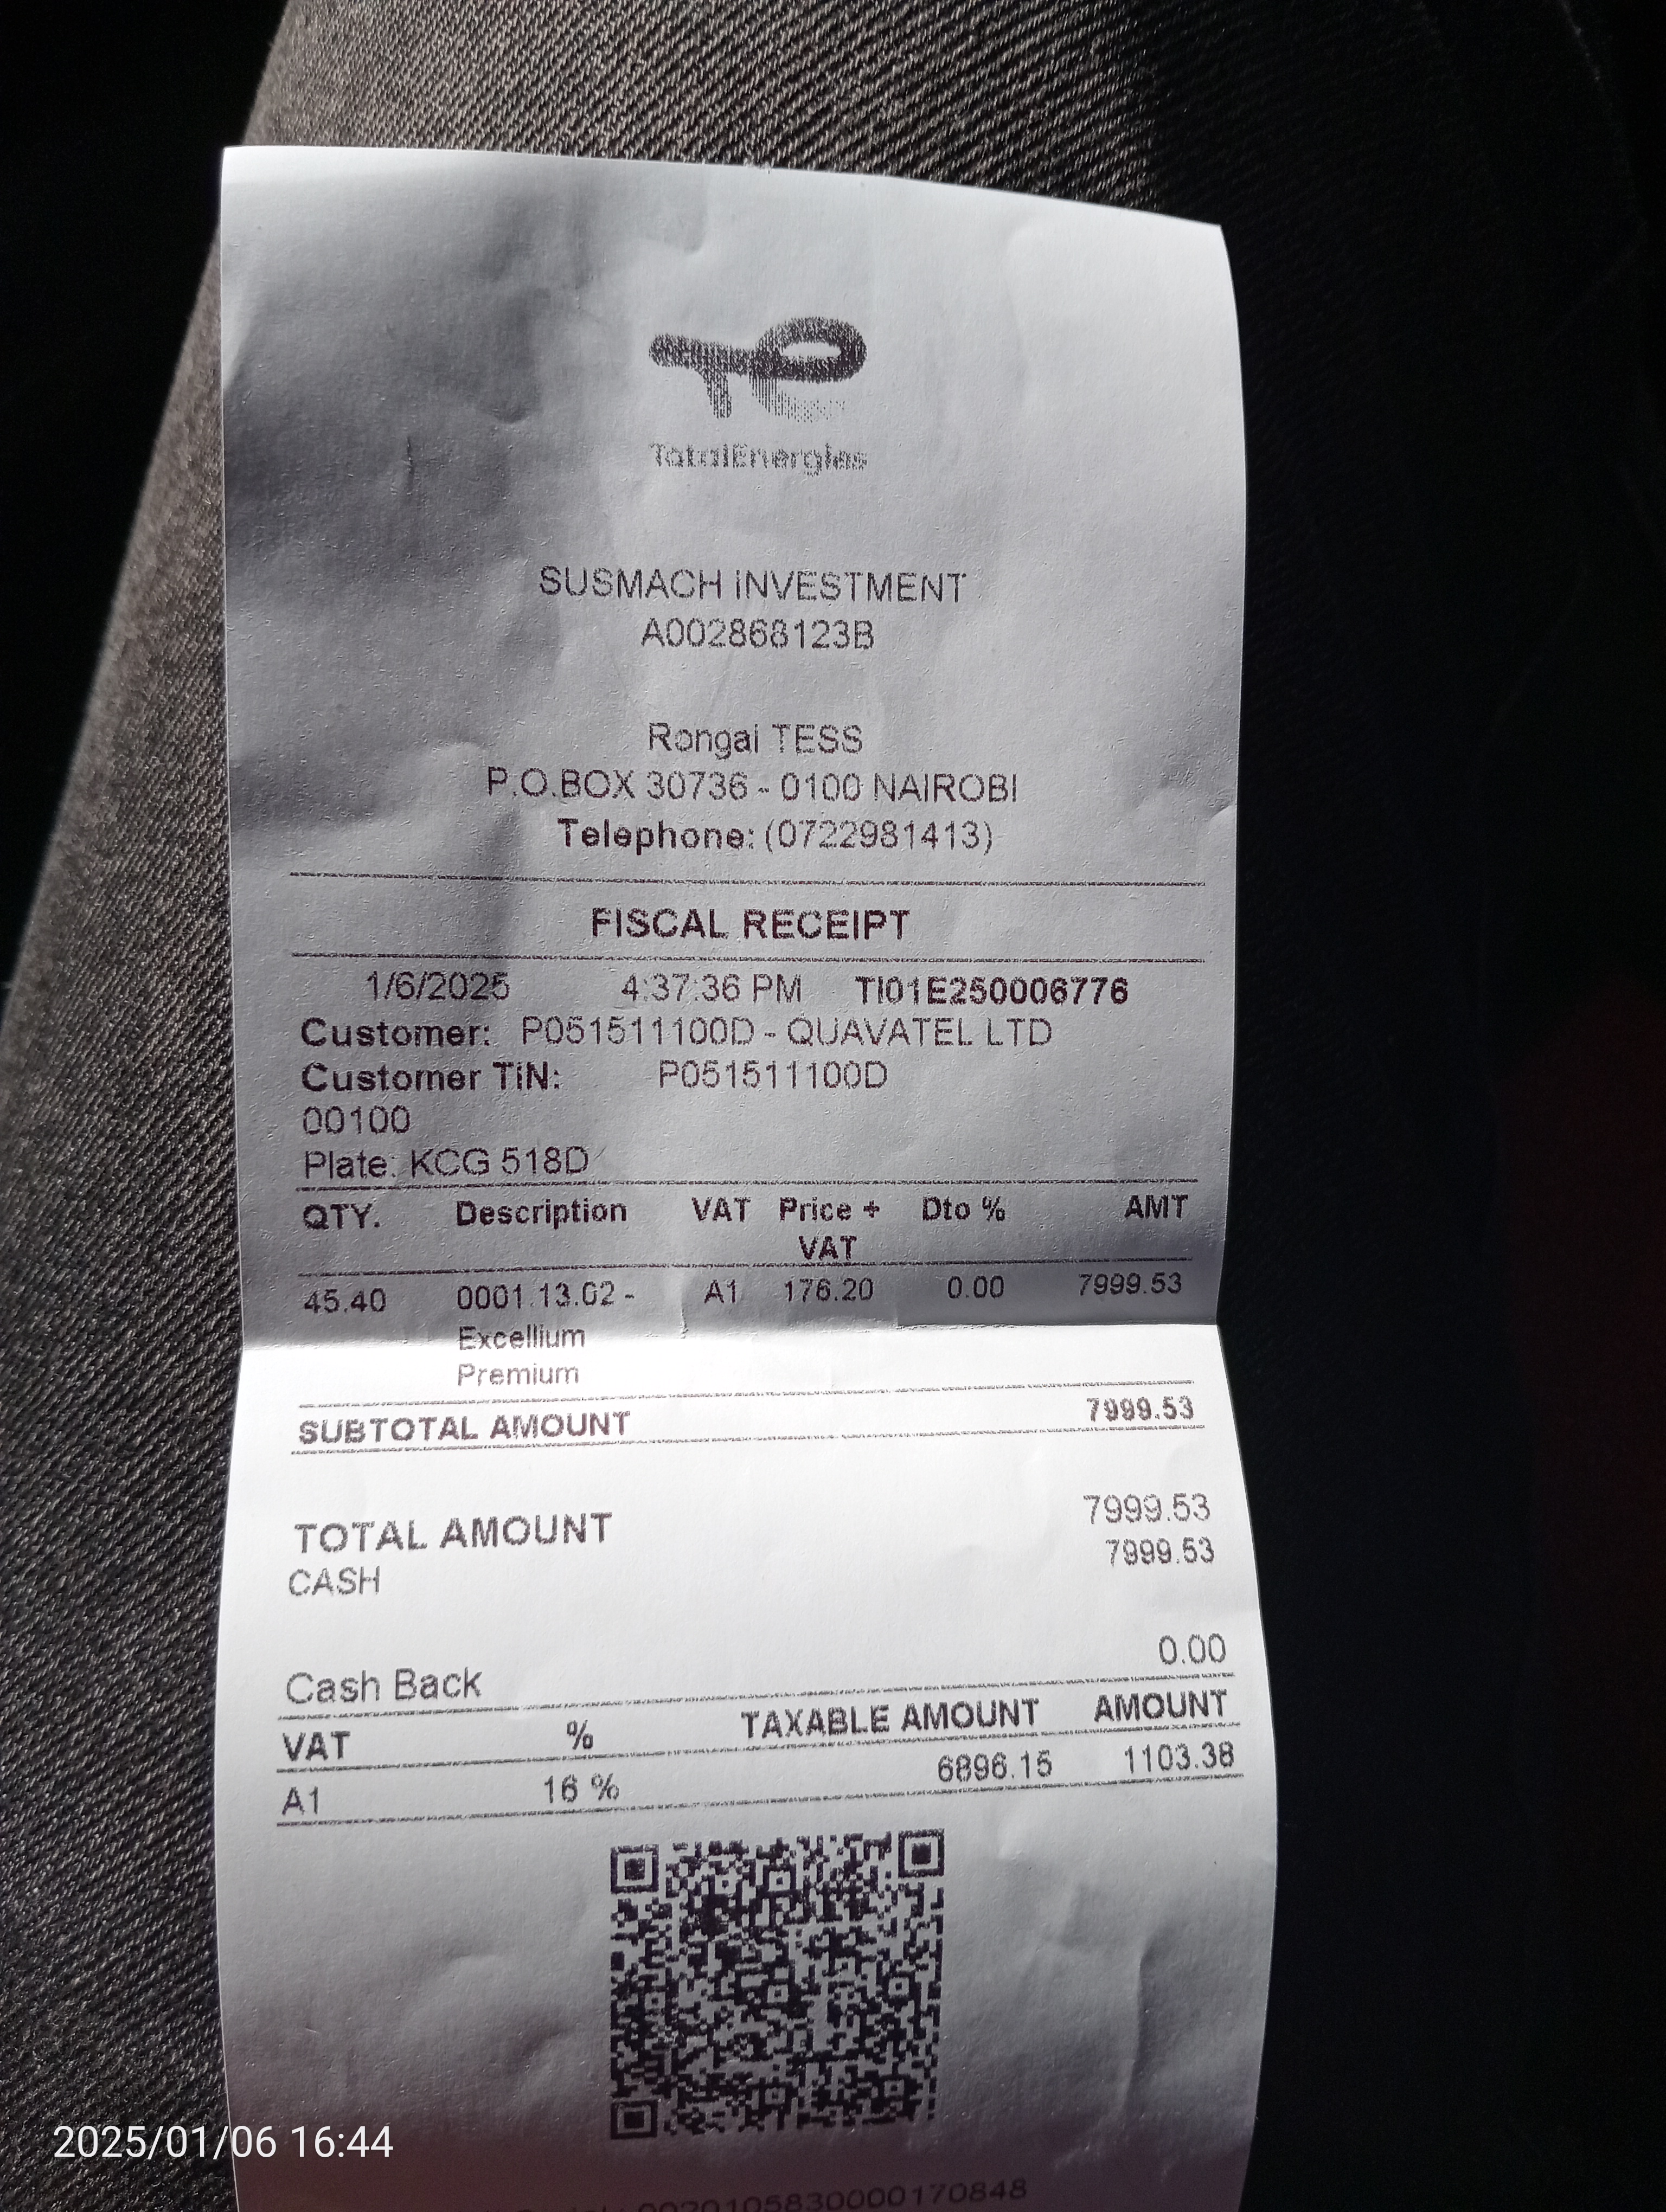 TotalEnergies
SUSMACH INVESTMENT
A002868123B
Rongai TESS
P.O.BOX 30736 - 0100 NAIROBI
Telephone: (0722981413)
FISCAL RECEIPT
1/6/2025 4:37:36 PM TI01E250006776
Customer: P051511100D - QUAVATEL LTD
Customer TIN: P051511100D
00100
Plate: KCG 518D
QTY. Description VAT Price + VAT Dto % AMT
45.40 0001.13.02 - A1 176.20 0.00 7999.53
Excellium
Premium
SUBTOTAL AMOUNT 7999.53
TOTAL AMOUNT 7999.53
CASH 7999.53
Cash Back 0.00
VAT % TAXABLE AMOUNT AMOUNT
A1 16 % 6896.15 1103.38
0020105830000170848
2025/01/06 16:44